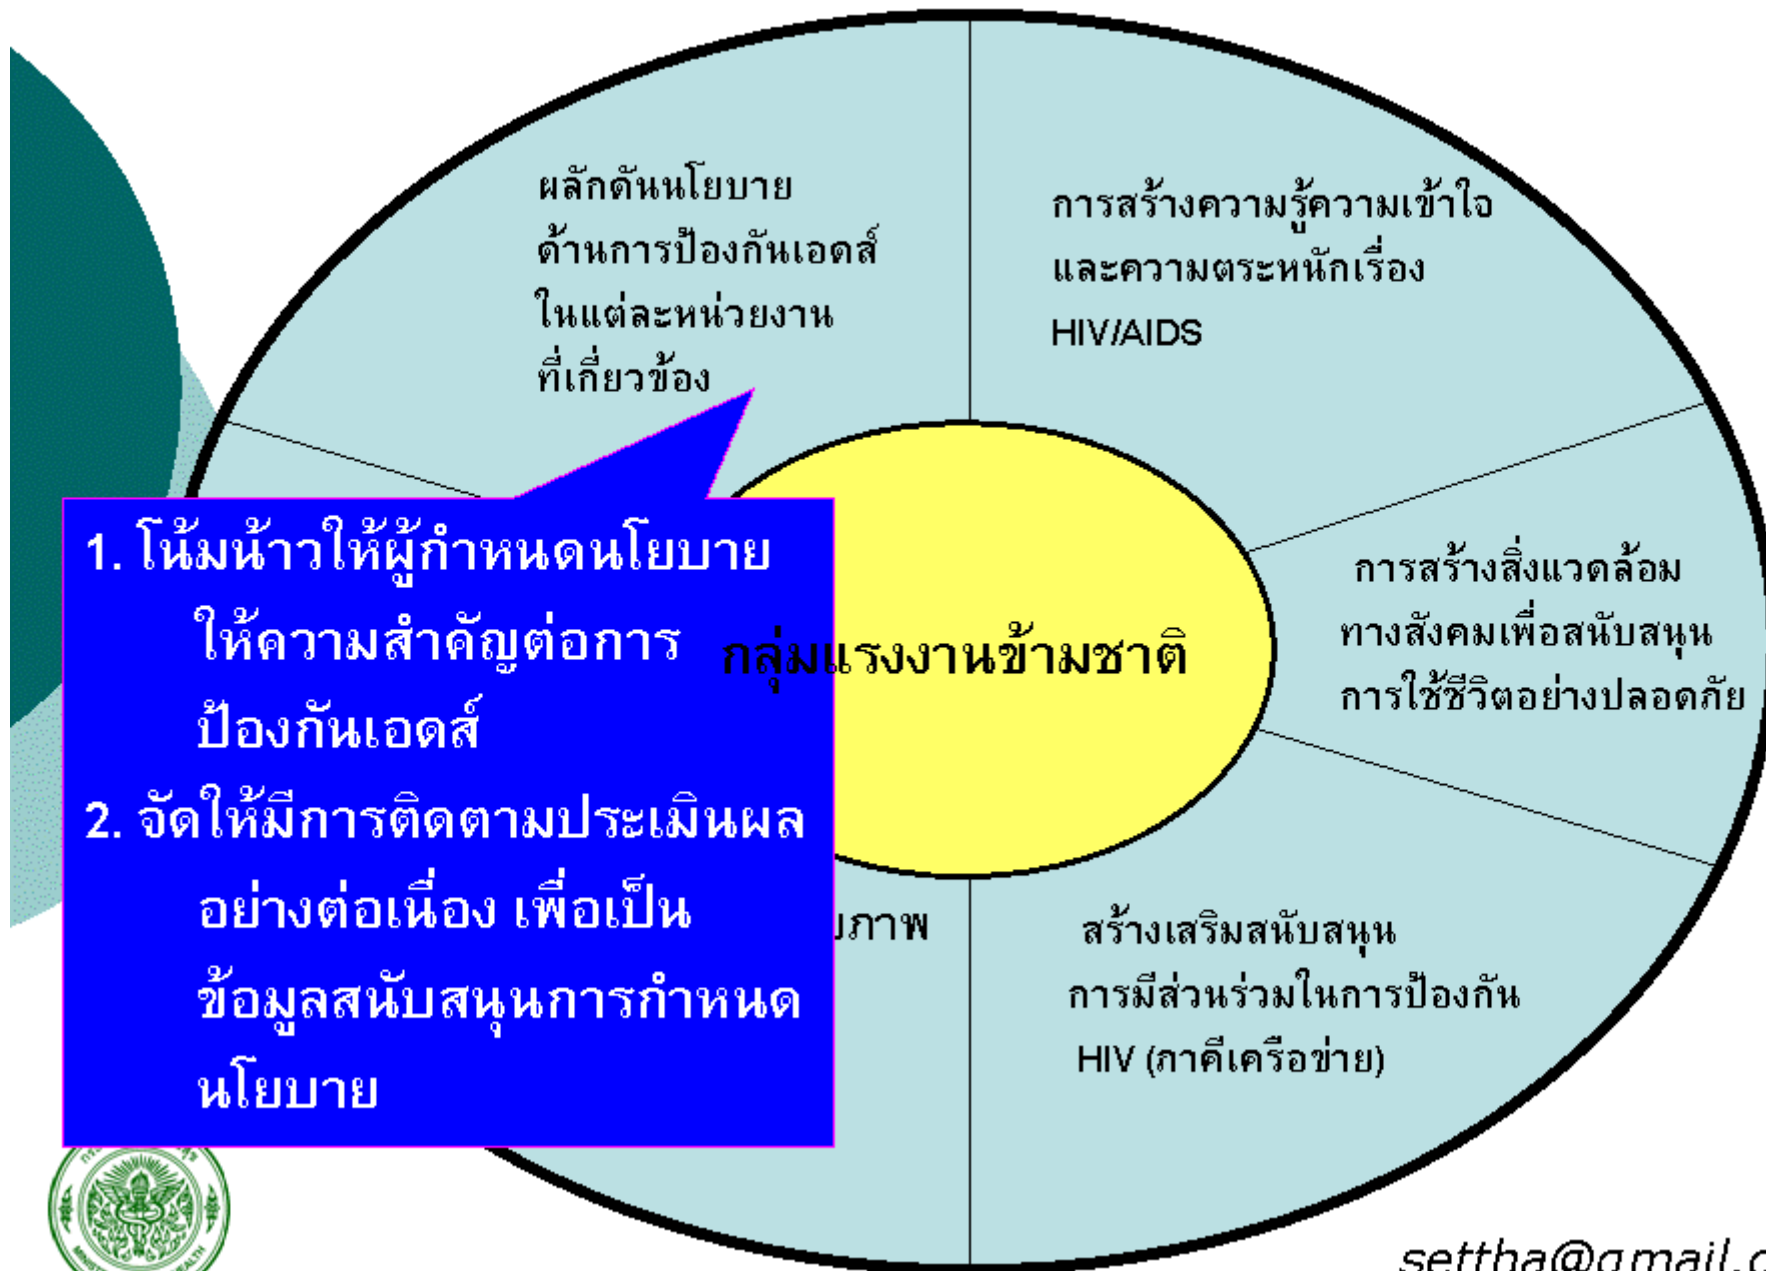 ผลักดันนโยบาย
ด้านการป้องกันเอดส์
ในแต่ละหน่วยงาน
ที่เกี่ยวข้อง
การสร้างความรู้ความเข้าใจ
และความตระหนักเรื่อง
HIV/AIDS
1. โน้มน้าวให้ผู้กำหนดนโยบาย
ให้ความสำคัญต่อการ
ป้องกันเอดส์
2. จัดให้มีการติดตามประเมินผล
อย่างต่อเนื่อง เพื่อเป็น
ข้อมูลสนับสนุนการกำหนด
นโยบาย
กลุ่มแรงงานข้ามชาติ
การสร้างสิ่งแวดล้อม
ทางสังคมเพื่อสนับสนุน
การใช้ชีวิตอย่างปลอดภัย
ภาพ
สร้างเสริมสนับสนุน
การมีส่วนร่วมในการป้องกัน
HIV (ภาคีเครือข่าย)
settha@gmail.c